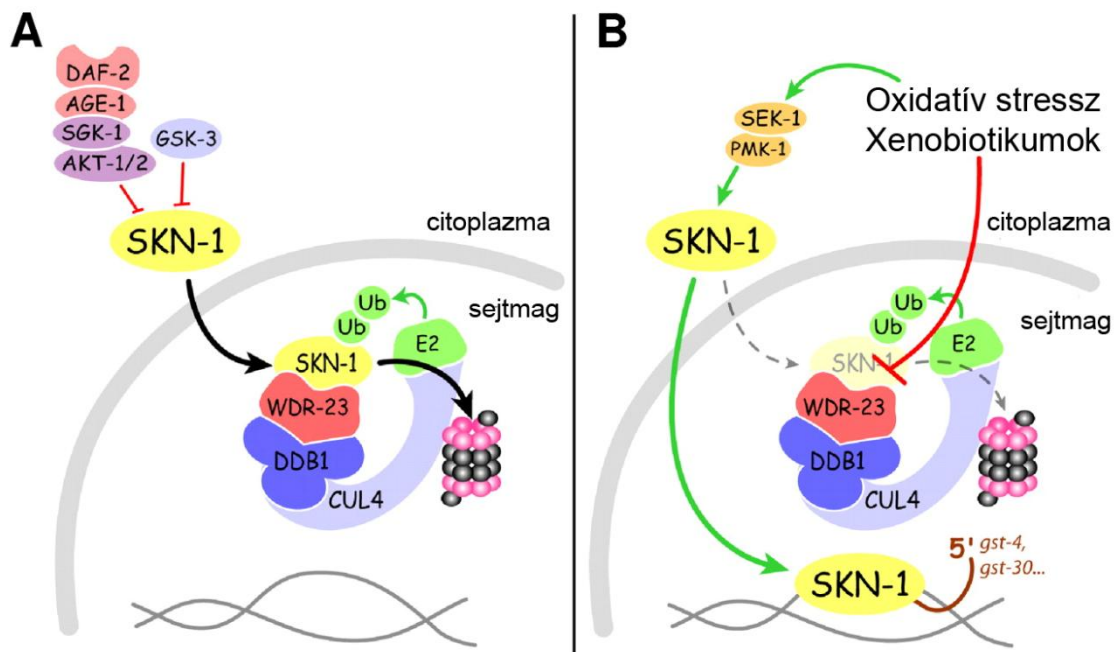 A
DAF-2
AGE-1
SGK-1
GSK-3
AKT-1/2
SKN-1
citoplazma
sejtmag
Ub
Ub
E2
SKN-1
WDR-23
DDB1
CUL4
B
Oxidatív stressz
Xenobiotikumok
SEK-1
PMK-1
SKN-1
citoplazma
sejtmag
Ub
Ub
E2
SKN-1
WDR-23
DDB1
CUL4
5' gst-4,
gst-30...
SKN-1